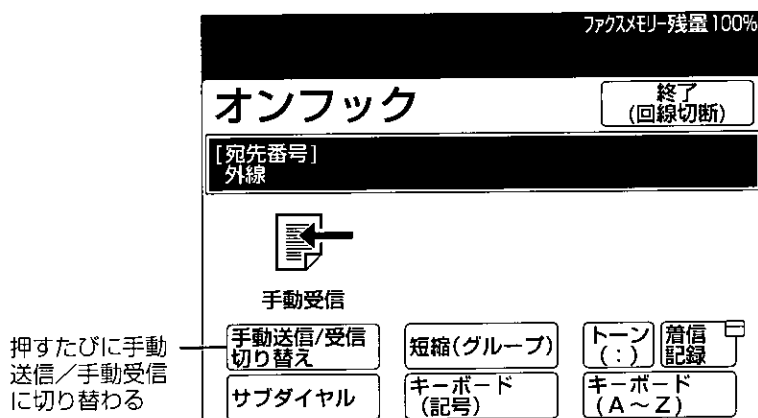 ファクスメモリー残量100%
オンフック
終了
(回線切断)
[宛先番号]
外線
手動受信
押すたびに手動
送信／手動受信
に切り替わる
手動送信/受信
切り替え
短縮(グループ)
トーン
(：)
着信
記録
サブダイヤル
キーボード
(記号)
キーボード
(A～Z)